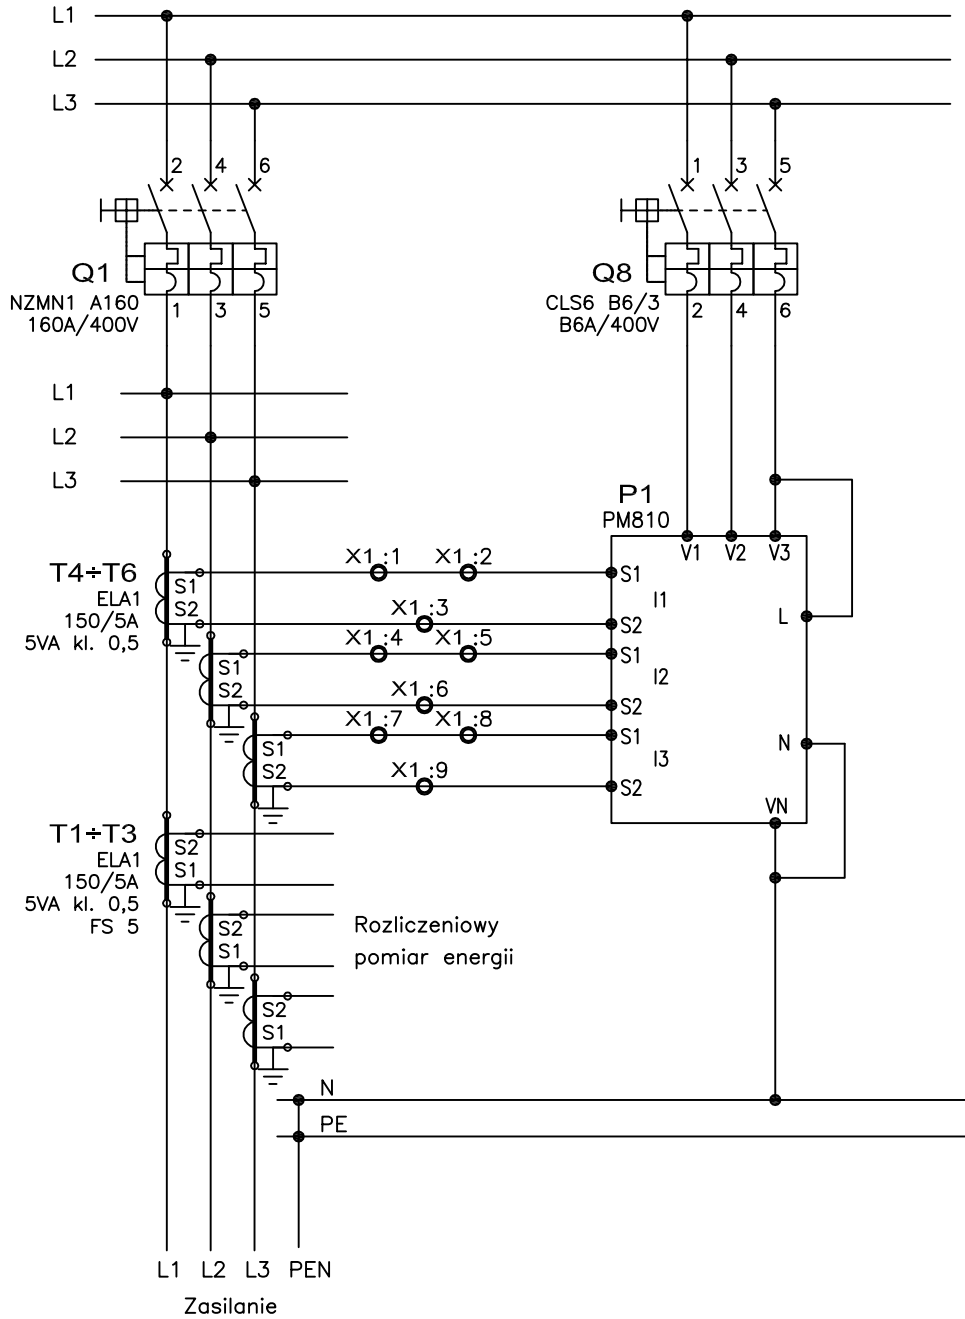 L1
L2
L3
2 4 6
1 3 5
Q1
NZMN1 A160
160A/400V
1 3 5
Q8
CLS6 B6/3
B6A/400V
2 4 6
L1
L2
L3
P1
PM810
V1 V2 V3
T4÷T6
ELA1
150/5A
5VA kl. 0,5
S1
S2
X1 :1 X1 :2
X1 :3
S1
I1
S2
L
S1
S2
X1 :4 X1 :5
X1 :6
S1
I2
S2
S1
S2
X1 :7 X1 :8
X1 :9
S1
I3
S2
N
VN
T1÷T3
ELA1
150/5A
5VA kl. 0,5
FS 5
S2
S1
S2
S1
Rozliczeniowy
pomiar energii
S2
S1
N
PE
L1 L2 L3 PEN
Zasilanie